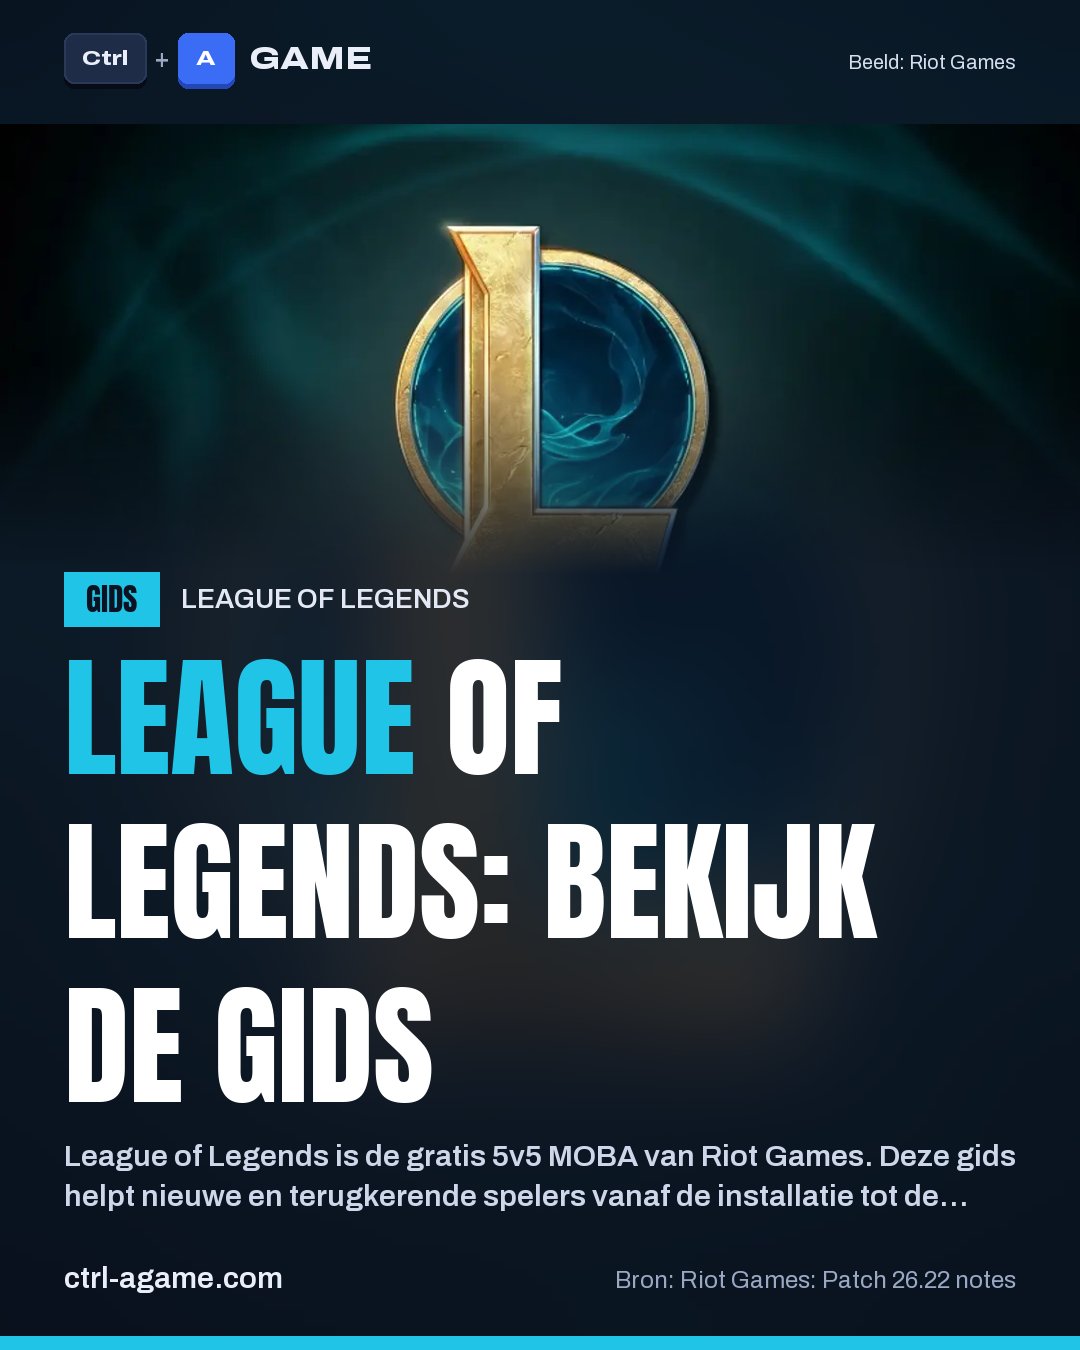 Ctrl + A GAME
Beeld: Riot Games
GIDS LEAGUE OF LEGENDS
LEAGUE OF
LEGENDS: BEKIJK
DE GIDS
League of Legends is de gratis 5v5 MOBA van Riot Games. Deze gids
helpt nieuwe en terugkerende spelers vanaf de installatie tot de...
ctrl-agame.com
Bron: Riot Games: Patch 26.22 notes